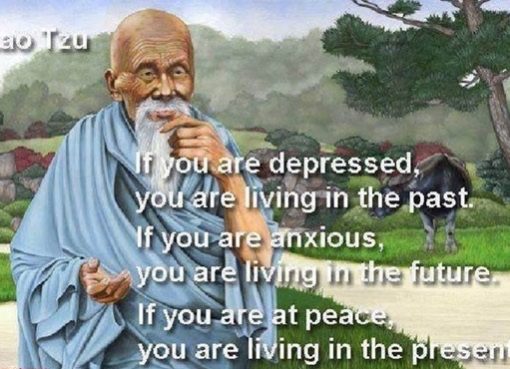 ao Tzu
If you are depressed,
you are living in the past.
If you are anxious,
you are living in the future.
If you are at peace,
you are living in the present